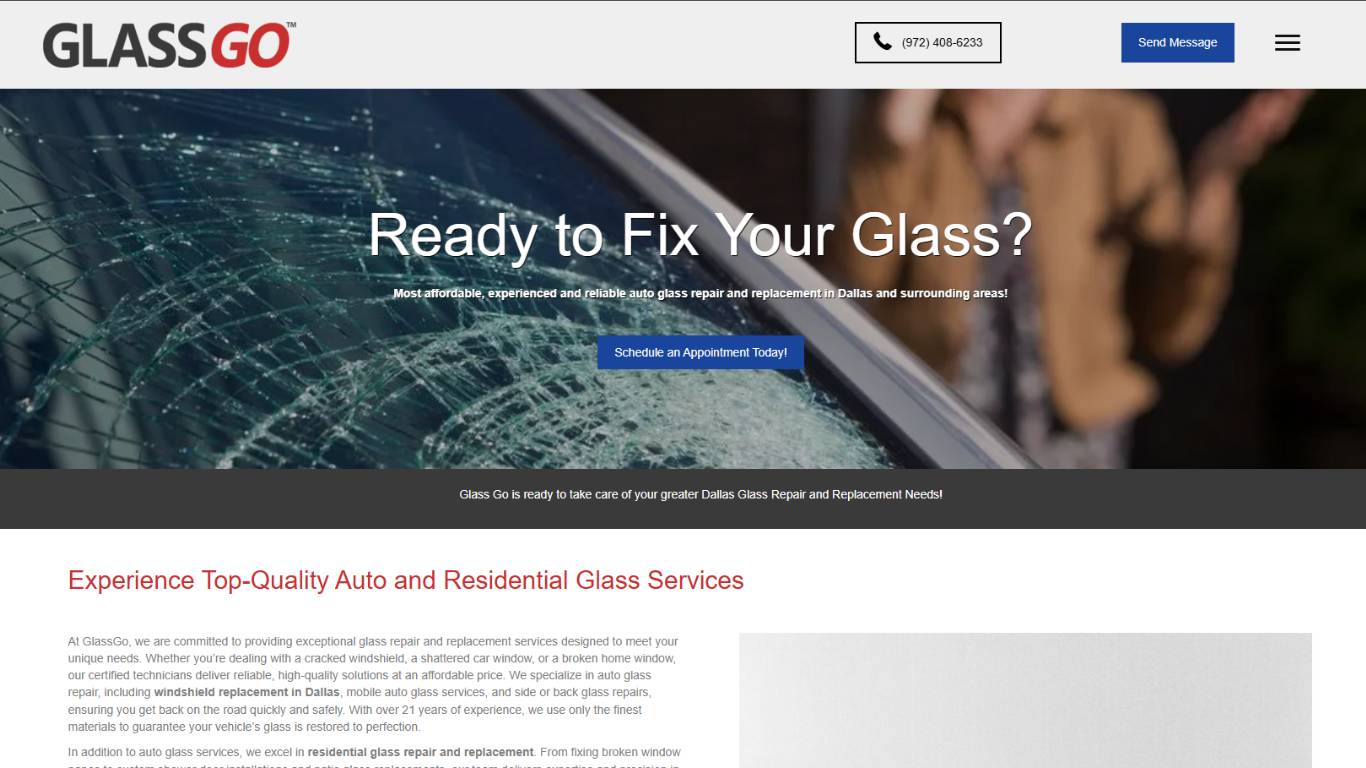 GLASSGO™
(972) 408-6233
Send Message
Ready to Fix Your Glass?
Most affordable, experienced and reliable auto glass repair and replacement in Dallas and surrounding areas!
Schedule an Appointment Today!
Glass Go is ready to take care of your greater Dallas Glass Repair and Replacement Needs!
Experience Top-Quality Auto and Residential Glass Services
At GlassGo, we are committed to providing exceptional glass repair and replacement services designed to meet your
unique needs. Whether you’re dealing with a cracked windshield, a shattered car window, or a broken home window,
our certified technicians deliver reliable, high-quality solutions at an affordable price. We specialize in auto glass
repair, including windshield replacement in Dallas, mobile auto glass services, and side or back glass repairs,
ensuring you get back on the road quickly and safely. With over 21 years of experience, we use only the finest
materials to guarantee your vehicle’s glass is restored to perfection.
In addition to auto glass services, we excel in residential glass repair and replacement. From fixing broken window